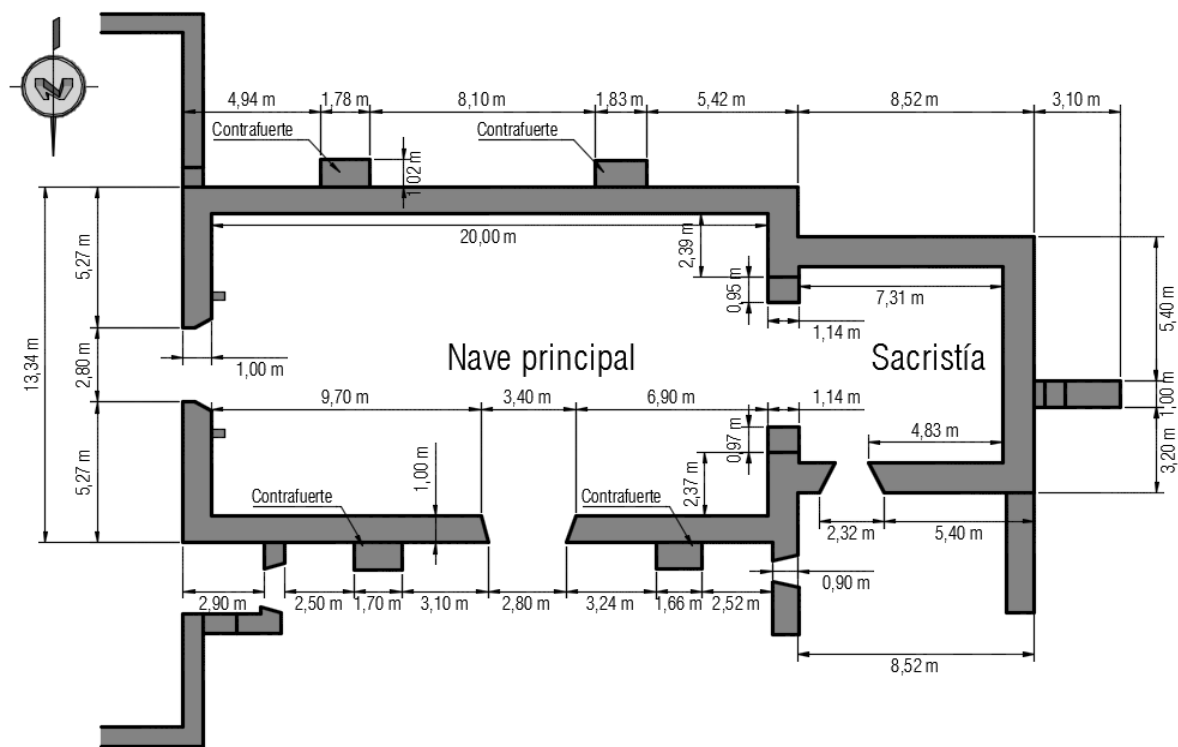 N
4,94 m 1,78 m 8,10 m 1,83 m 5,42 m 8,52 m 3,10 m
Contrafuerte Contrafuerte
1,02 m
20,00 m
5,27 m
2,39 m
0,95 m
7,31 m
5,40 m
1,14 m
13,34 m
2,80 m
1,00 m
Nave principal Sacristía
1,00 m
9,70 m 3,40 m 6,90 m 1,14 m
0,97 m
4,83 m
3,20 m
5,27 m
1,00 m
2,37 m
Contrafuerte Contrafuerte
2,32 m 5,40 m
0,90 m
2,90 m 2,50 m 1,70 m 3,10 m 2,80 m 3,24 m 1,66 m 2,52 m
8,52 m